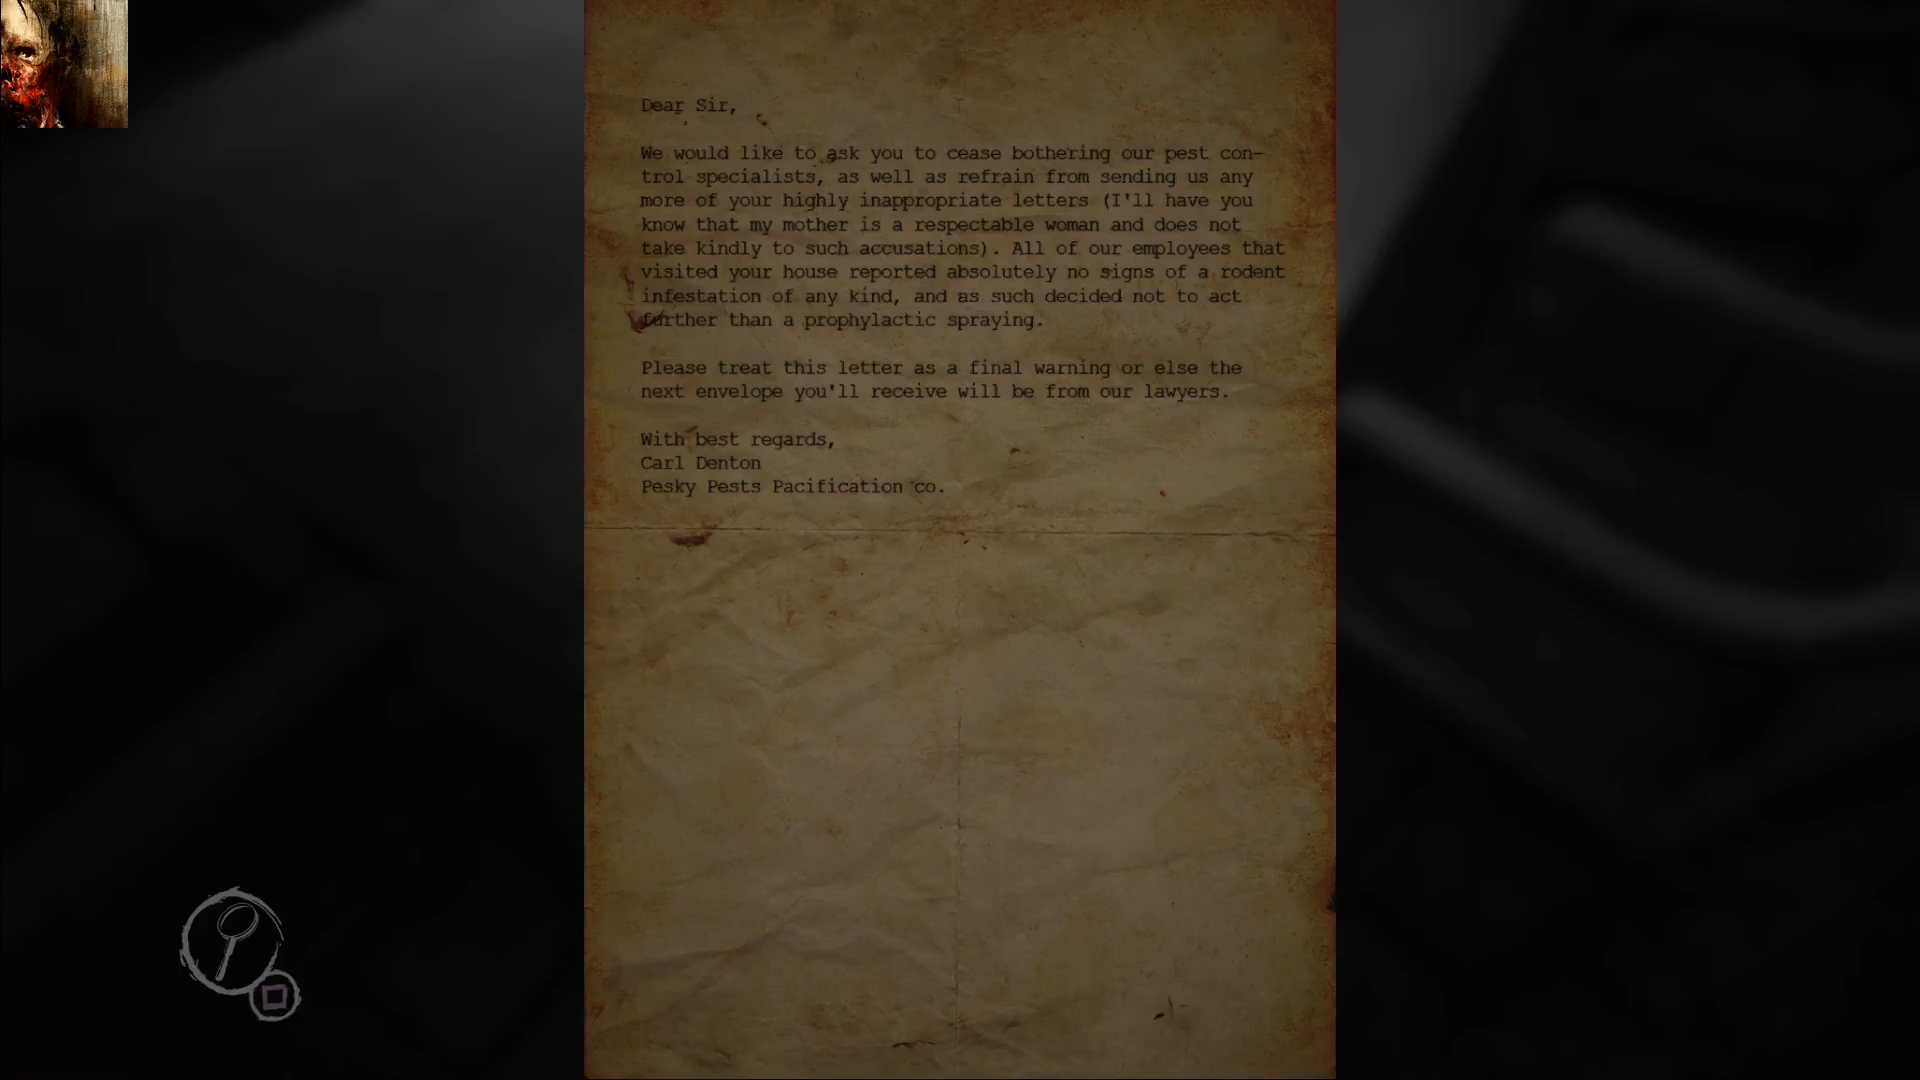 Dear Sir,
We would like to ask you to cease bothering our pest con-
trol specialists, as well as refrain from sending us any
more of your highly inappropriate letters (I'll have you
know that my mother is a respectable woman and does not
take kindly to such accusations). All of our employees that
visited your house reported absolutely no signs of a rodent
infestation of any kind, and as such decided not to act
further than a prophylactic spraying.
Please treat this letter as a final warning or else the
next envelope you'll receive will be from our lawyers.
With best regards,
Carl Denton
Pesky Pests Pacification co.